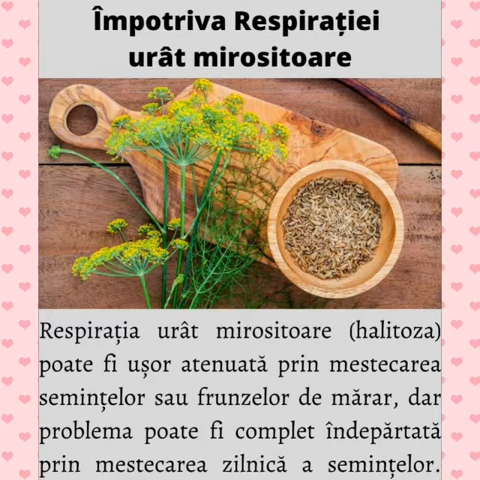 Împotriva Respirației
urât mirositoare
Respirația urât mirositoare (halitoza)
poate fi ușor atenuată prin mestecarea
semințelor sau frunzelor de mărar, dar
problema poate fi complet îndepărtată
prin mestecarea zilnică a semințelor.